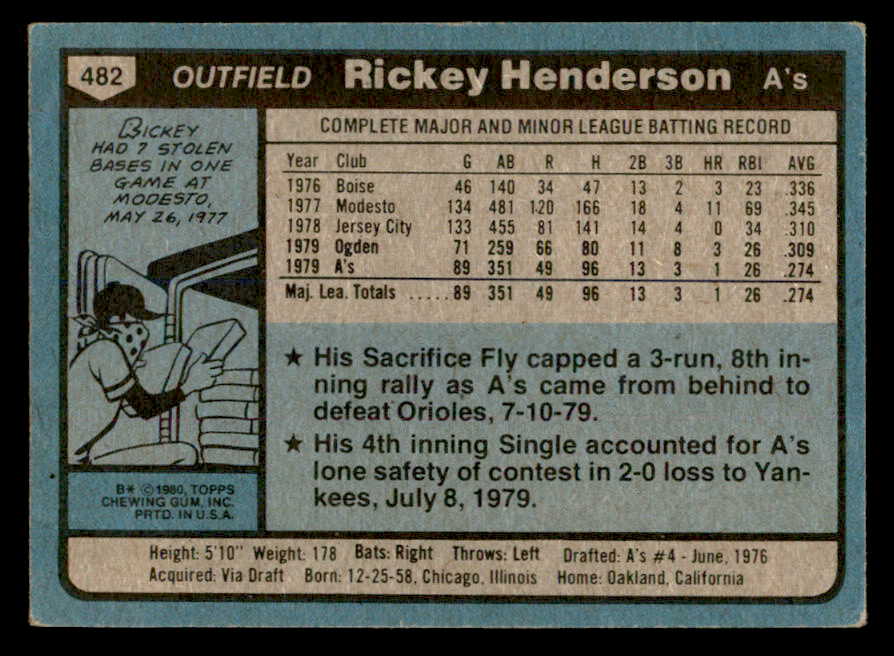 482 OUTFIELD Rickey Henderson A's
RICKEY
HAD 7 STOLEN
BASES IN ONE
GAME AT
MODESTO,
MAY 26, 1977
B* ©1980, TOPPS
CHEWING GUM, INC.
PRTD. IN U.S.A.
COMPLETE MAJOR AND MINOR LEAGUE BATTING RECORD
Year Club G AB R H 2B 3B HR RBI AVG
1976 Boise 46 140 34 47 13 2 3 23 .336
1977 Modesto 134 481 120 166 18 4 11 69 .345
1978 Jersey City 133 455 81 141 14 4 0 34 .310
1979 Ogden 71 259 66 80 11 8 3 26 .309
1979 A's 89 351 49 96 13 3 1 26 .274
Maj. Lea. Totals ..... 89 351 49 96 13 3 1 26 .274
★ His Sacrifice Fly capped a 3-run, 8th in-
ning rally as A's came from behind to
defeat Orioles, 7-10-79.
★ His 4th inning Single accounted for A's
lone safety of contest in 2-0 loss to Yan-
kees, July 8, 1979.
Height: 5'10" Weight: 178 Bats: Right Throws: Left Drafted: A's #4 - June, 1976
Acquired: Via Draft Born: 12-25-58, Chicago, Illinois Home: Oakland, California